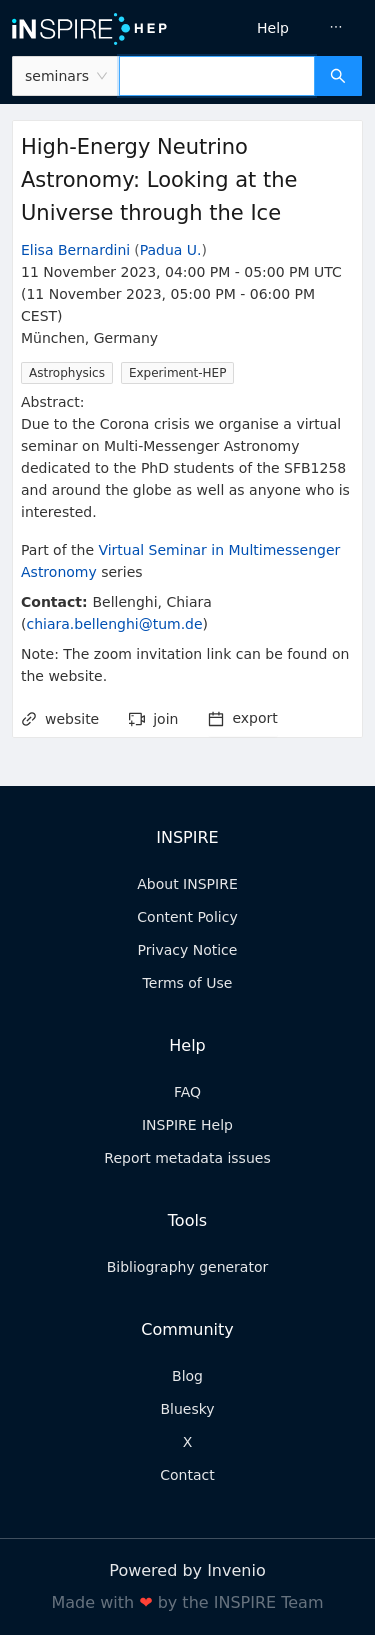 INSPIRE HEP
Help
···
seminars
High-Energy Neutrino
Astronomy: Looking at the
Universe through the Ice
Elisa Bernardini (Padua U.)
11 November 2023, 04:00 PM - 05:00 PM UTC
(11 November 2023, 05:00 PM - 06:00 PM
CEST)
München, Germany
Astrophysics Experiment-HEP
Abstract:
Due to the Corona crisis we organise a virtual
seminar on Multi-Messenger Astronomy
dedicated to the PhD students of the SFB1258
and around the globe as well as anyone who is
interested.
Part of the Virtual Seminar in Multimessenger
Astronomy series
Contact: Bellenghi, Chiara
(chiara.bellenghi@tum.de)
Note: The zoom invitation link can be found on
the website.
website join export
INSPIRE
About INSPIRE
Content Policy
Privacy Notice
Terms of Use
Help
FAQ
INSPIRE Help
Report metadata issues
Tools
Bibliography generator
Community
Blog
Bluesky
X
Contact
Powered by Invenio
Made with ❤ by the INSPIRE Team